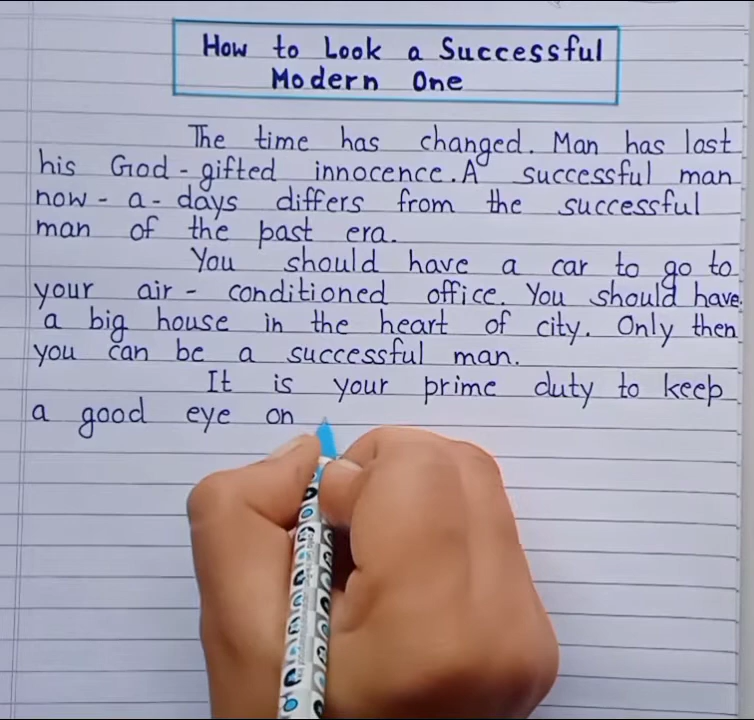 How to Look a Successful
Modern One
The time has changed. Man has lost
his God-gifted innocence. A successful man
now-a-days differs from the successful
man of the past era.
You should have a car to go to
your air-conditioned office. You should have
a big house in the heart of city. Only then
you can be a successful man.
It is your prime duty to keep
a good eye on